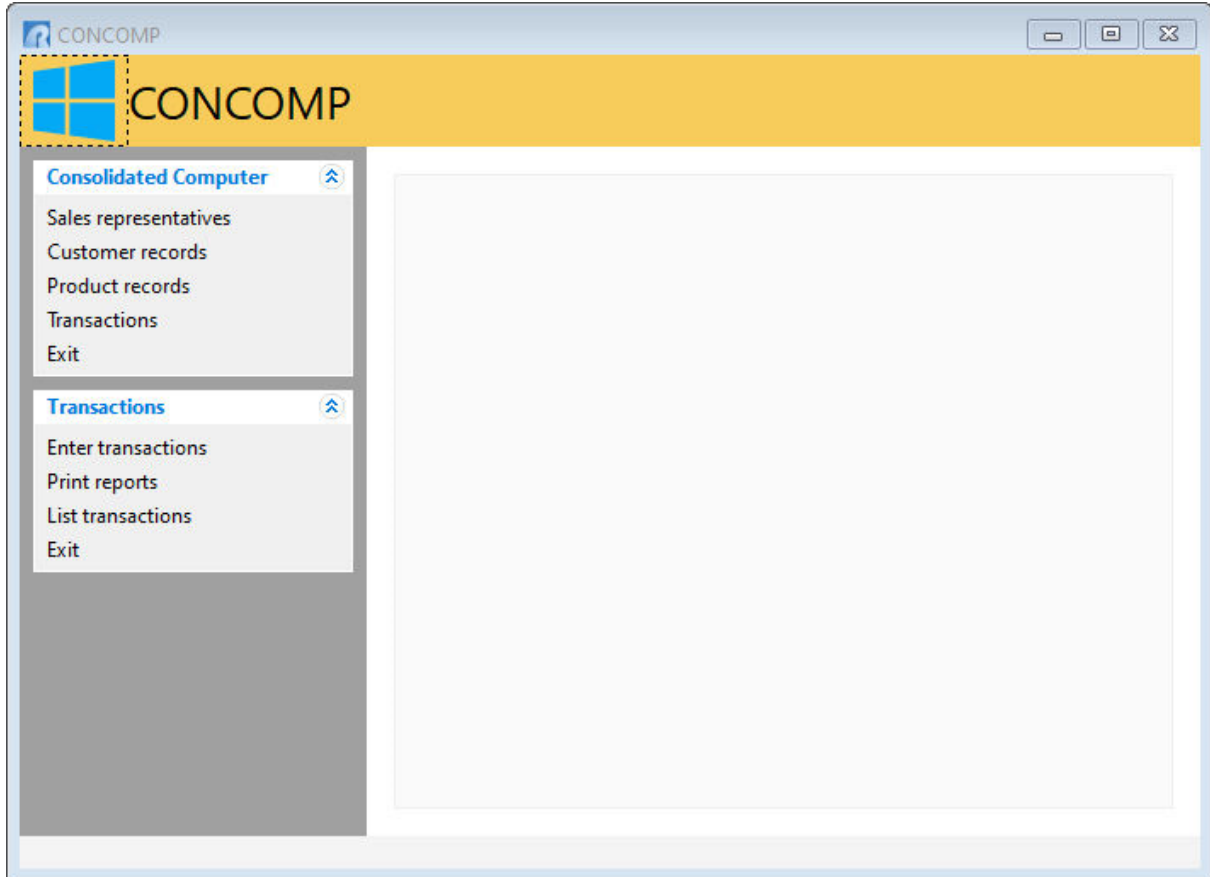 CONCOMP
CONCOMP
Consolidated Computer
Sales representatives
Customer records
Product records
Transactions
Exit
Transactions
Enter transactions
Print reports
List transactions
Exit